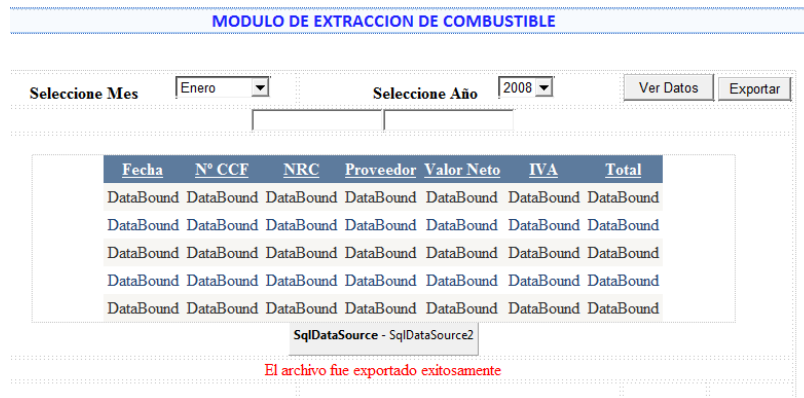 MODULO DE EXTRACCION DE COMBUSTIBLE
Seleccione Mes Enero Seleccione Año 2008 Ver Datos Exportar
Fecha Nº CCF NRC Proveedor Valor Neto IVA Total
DataBound DataBound DataBound DataBound DataBound DataBound DataBound
DataBound DataBound DataBound DataBound DataBound DataBound DataBound
DataBound DataBound DataBound DataBound DataBound DataBound DataBound
DataBound DataBound DataBound DataBound DataBound DataBound DataBound
DataBound DataBound DataBound DataBound DataBound DataBound DataBound
SqlDataSource - SqlDataSource2
El archivo fue exportado exitosamente